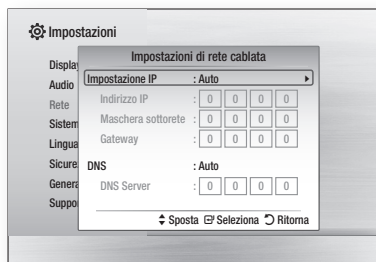 Impostazioni
Impostazioni di rete cablata
Display
Audio
Rete
Impostazione IP : Auto
Indirizzo IP : 0 0 0 0
Maschera sottorete : 0 0 0 0
Gateway : 0 0 0 0
DNS : Auto
DNS Server : 0 0 0 0
Sistem
Lingua
Sicure
Genera
Suppo
Sposta Seleziona Ritorna